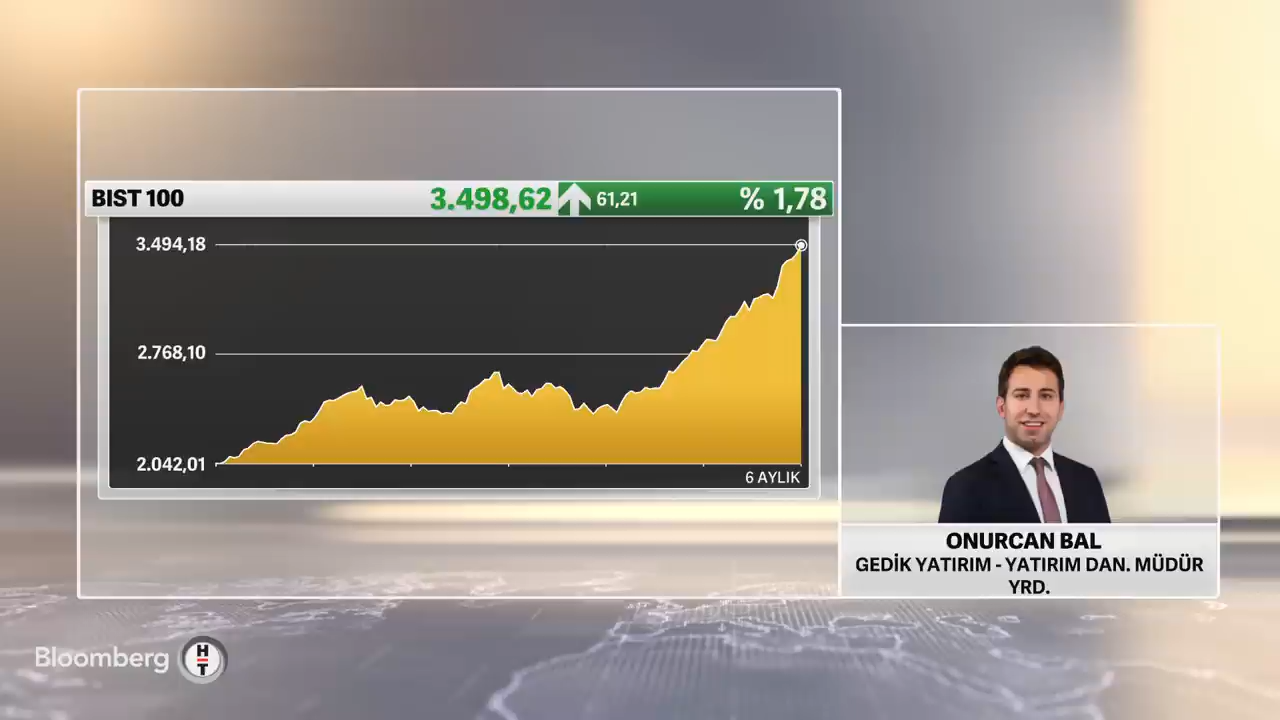 BIST 100 3.498,62 61,21 % 1,78
3.494,18
2.768,10
2.042,01
6 AYLIK
ONURCAN BAL
GEDİK YATIRIM - YATIRIM DAN. MÜDÜR
YRD.
Bloomberg HT